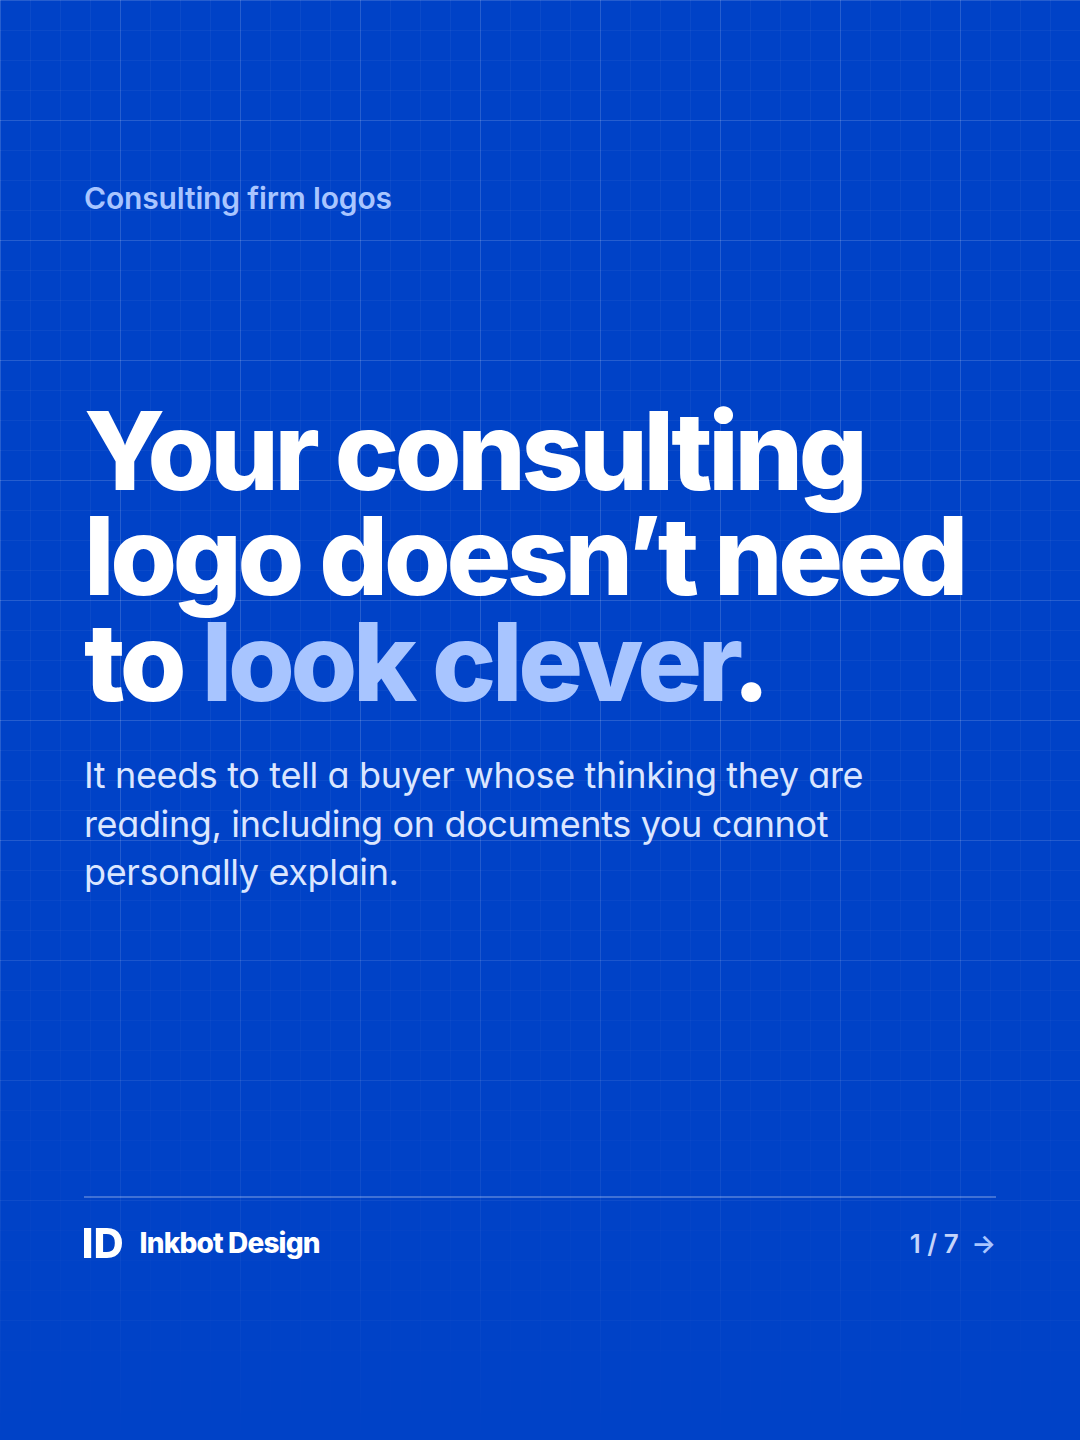 Consulting firm logos
Your consulting
logo doesn’t need
to look clever.
It needs to tell a buyer whose thinking they are
reading, including on documents you cannot
personally explain.
ID Inkbot Design
1 / 7 →